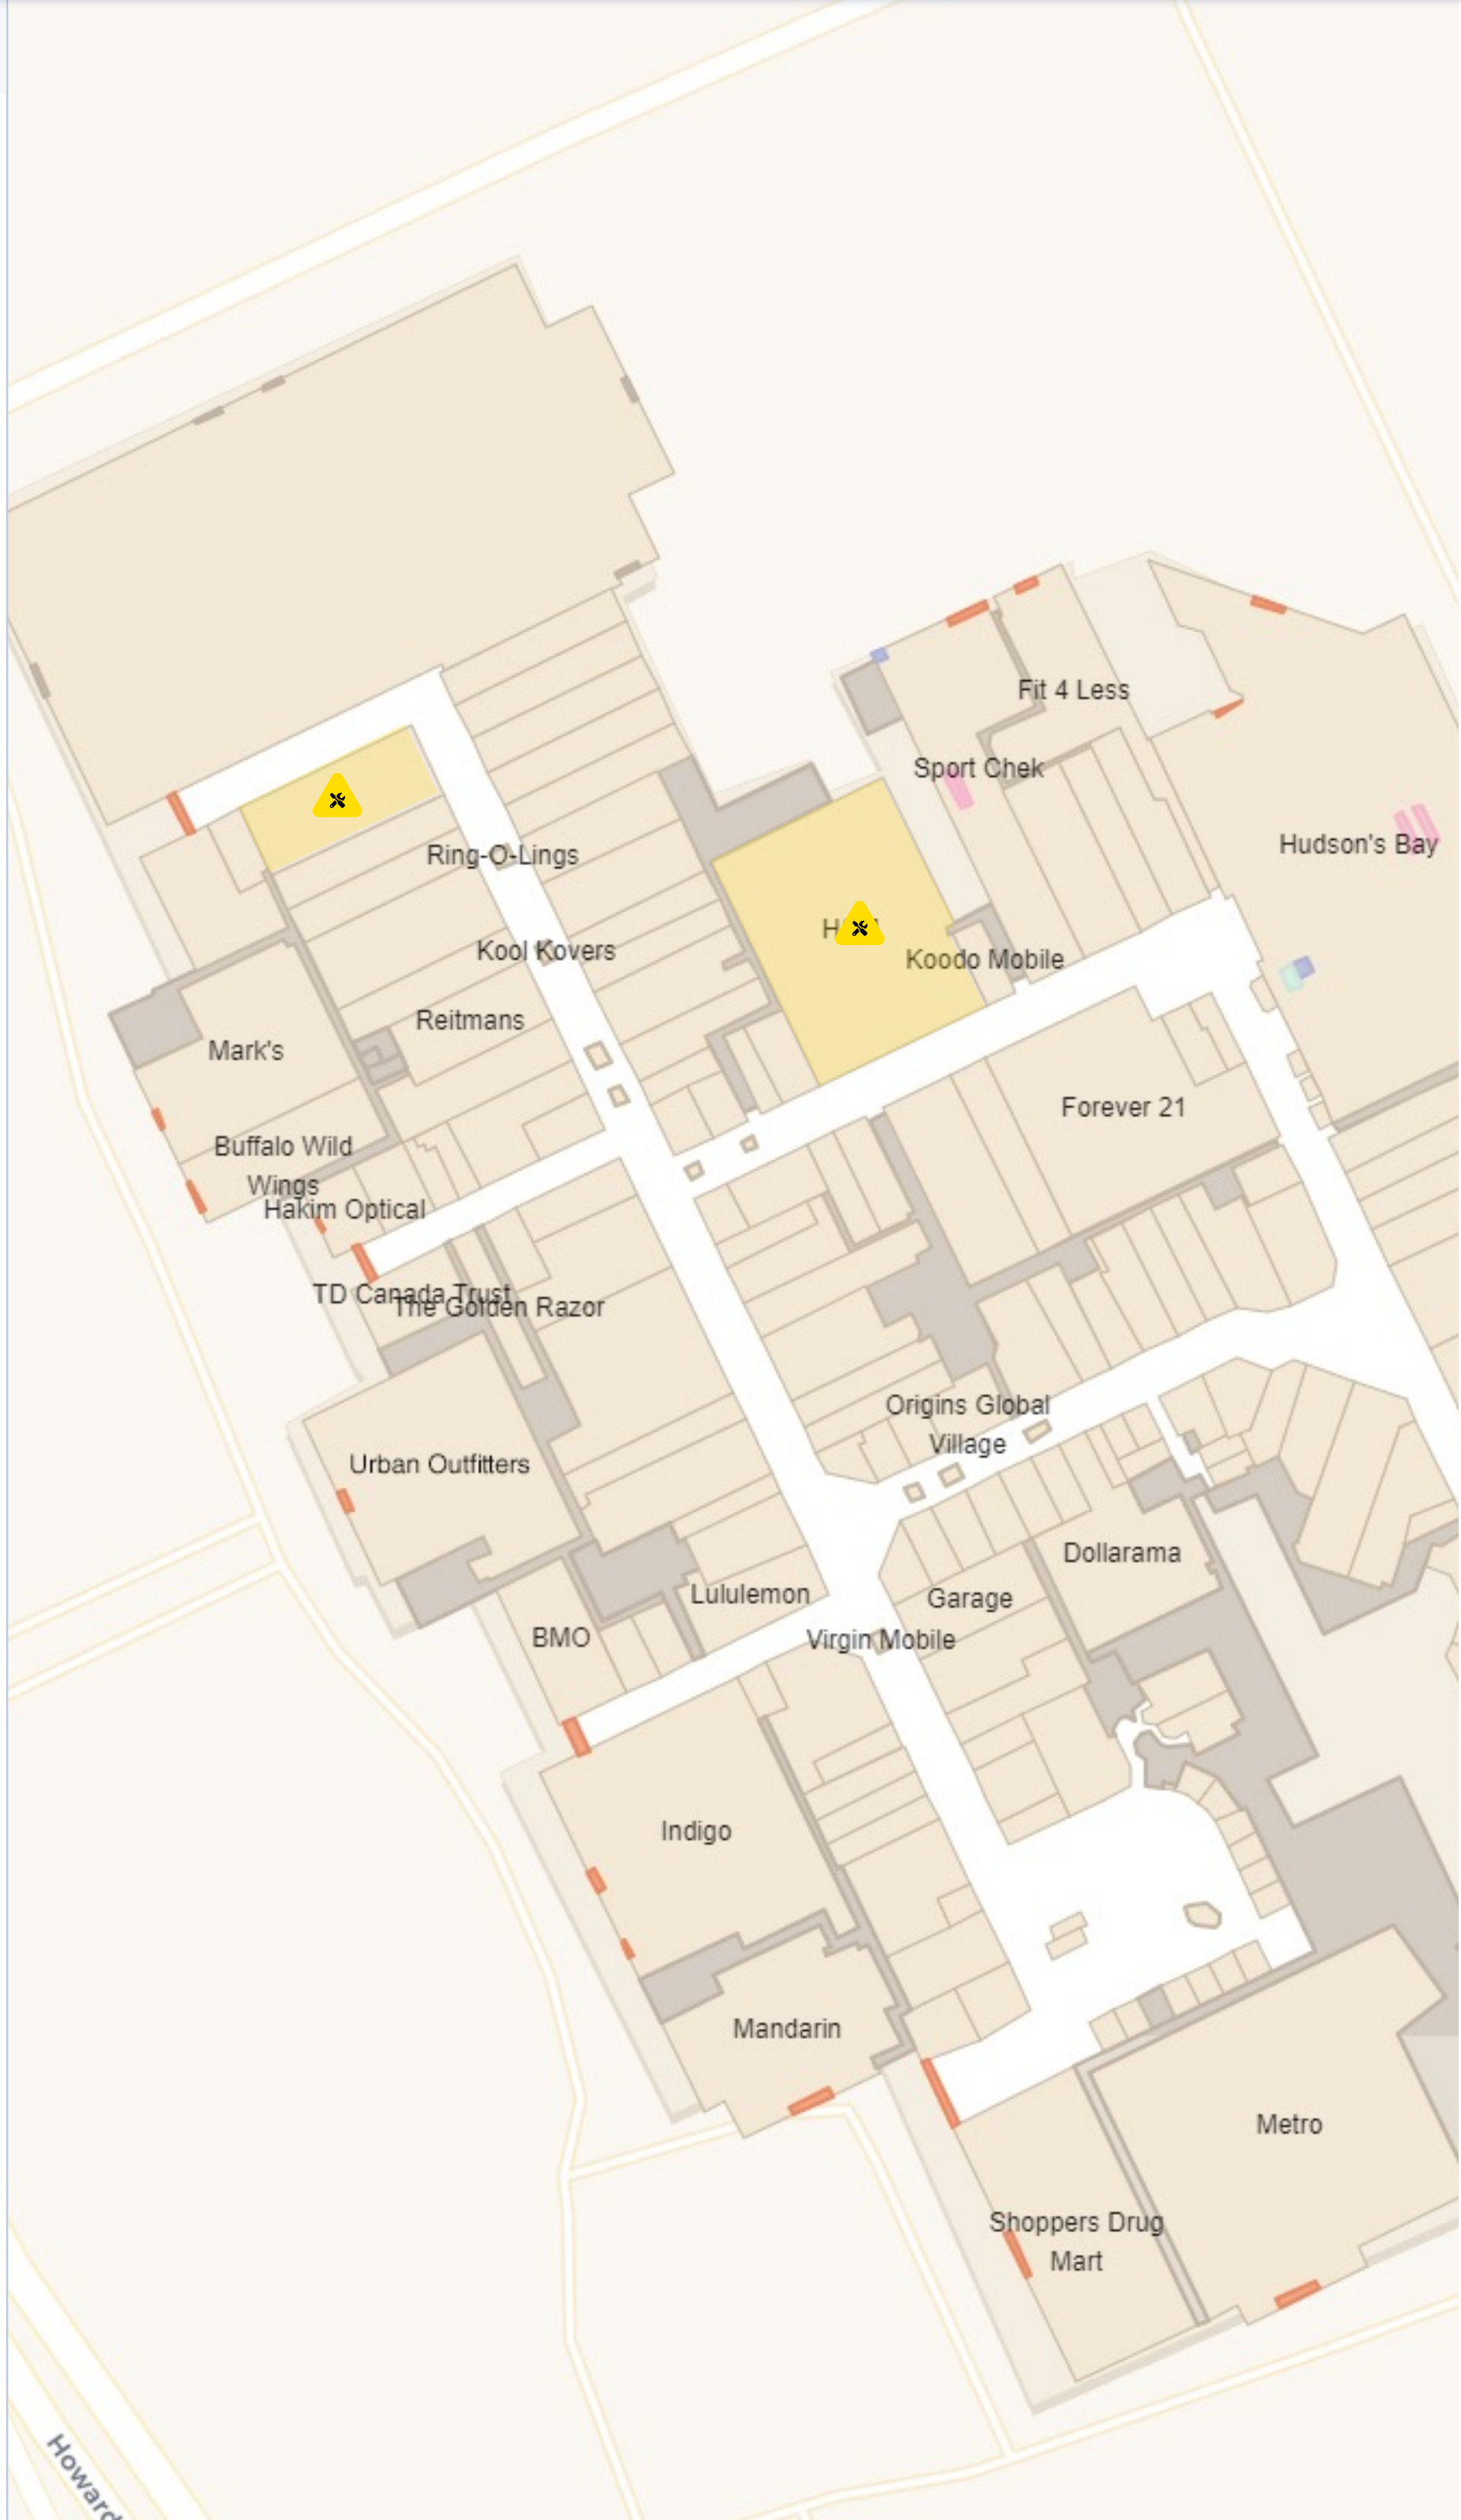 Fit 4 Less
Sport Chek
Hudson's Bay
Ring-O-Lings
Kool Kovers
Koodo Mobile
Reitmans
Mark's
Forever 21
Buffalo Wild
Wings
Hakim Optical
TD Canada Trust
The Golden Razor
Origins Global
Village
Urban Outfitters
Dollarama
Lululemon
Garage
BMO
Virgin Mobile
Indigo
Mandarin
Metro
Shoppers Drug
Mart
Howard